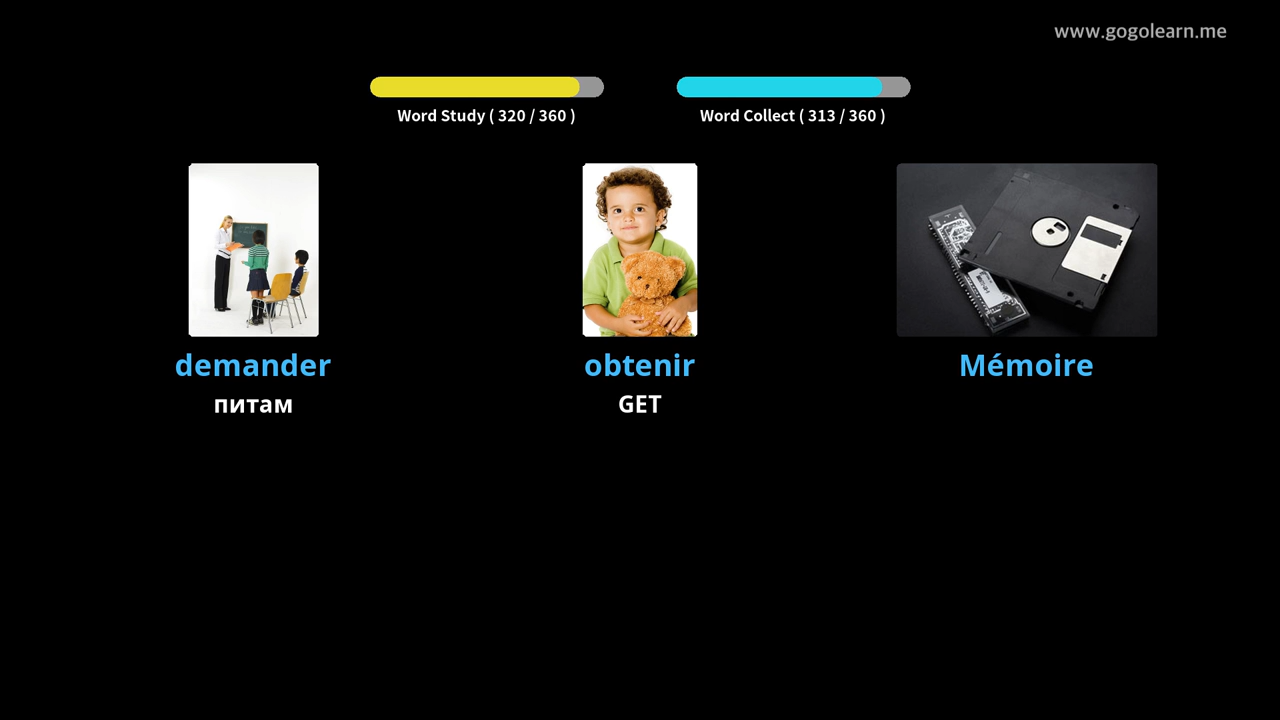 www.gogolearn.me
Word Study ( 320 / 360 )
Word Collect ( 313 / 360 )
demander
obtenir
Mémoire
питам
GET